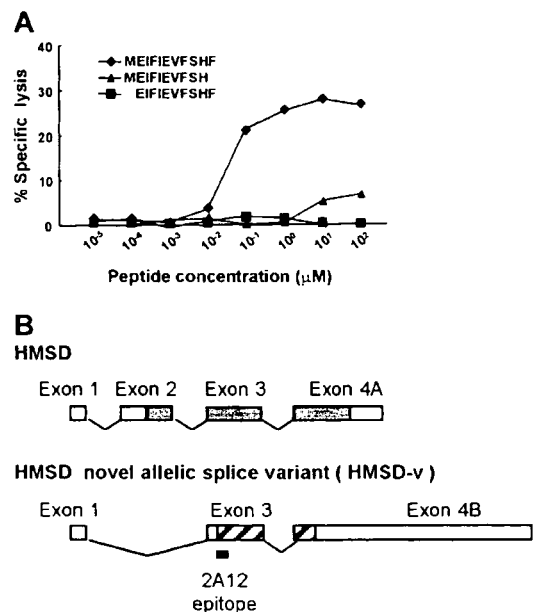 A
40
30
20
10
0
% Specific lysis
MEIFIEVFSHF
MEIFIEVFSH
EIFIEVFSHF
10-5 10-4 10-3 10-2 10-1 100 101 102
Peptide concentration (µM)
B
HMSD
Exon 1 Exon 2 Exon 3 Exon 4A
HMSD novel allelic splice variant ( HMSD-v )
Exon 1 Exon 3 Exon 4B
2A12
epitope